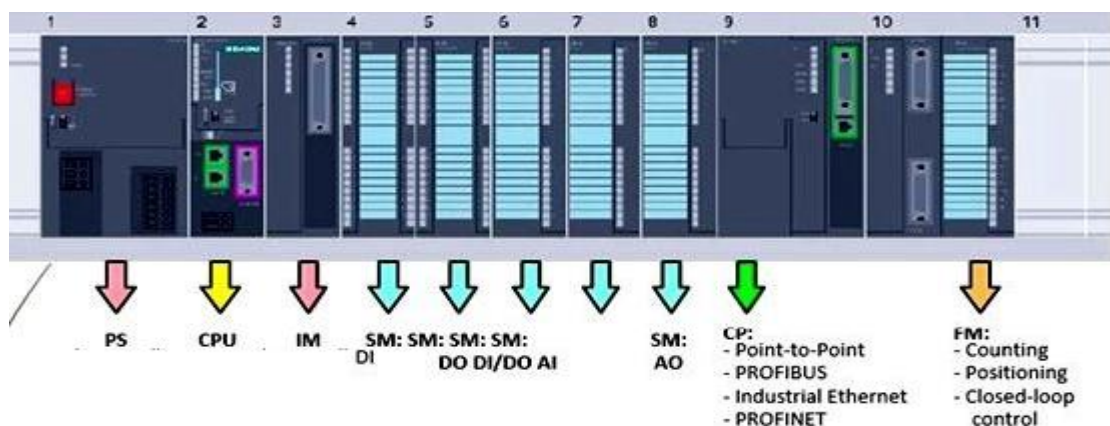 1 2 3 4 5 6 7 8 9 10 11
SIEMENS
PS CPU IM SM: SM: SM: SM: SM: CP: FM:
DI DO DI/DO AI AO
- Point-to-Point - Counting
- PROFIBUS - Positioning
- Industrial Ethernet - Closed-loop
- PROFINET control